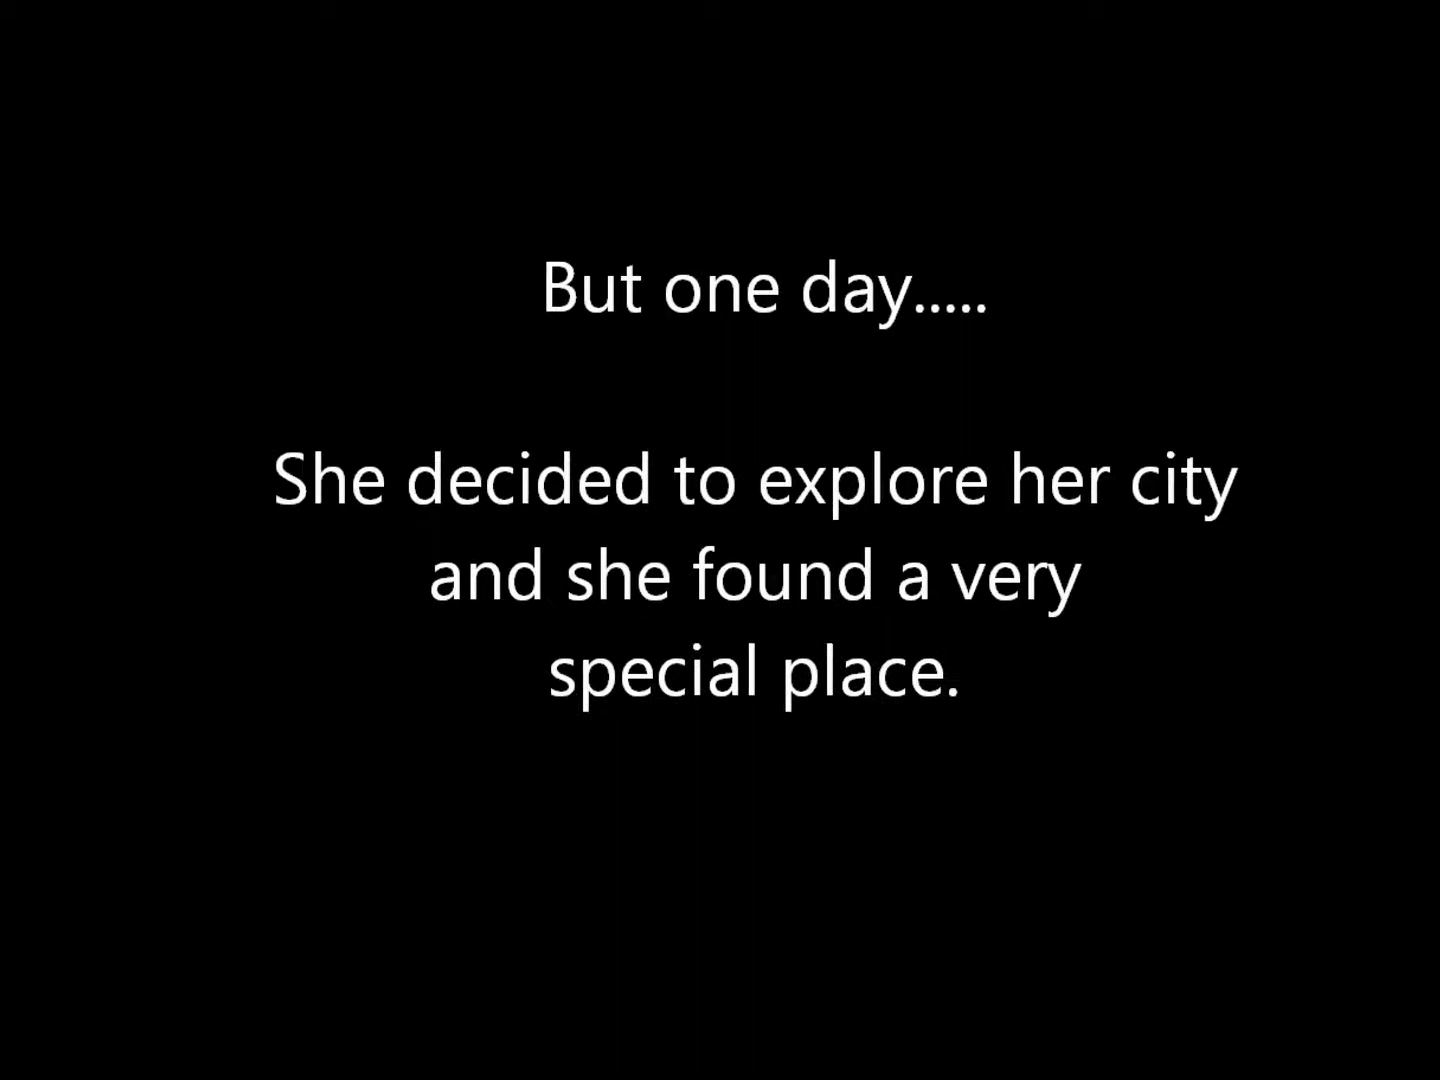 But one day.....
She decided to explore her city
and she found a very
special place.